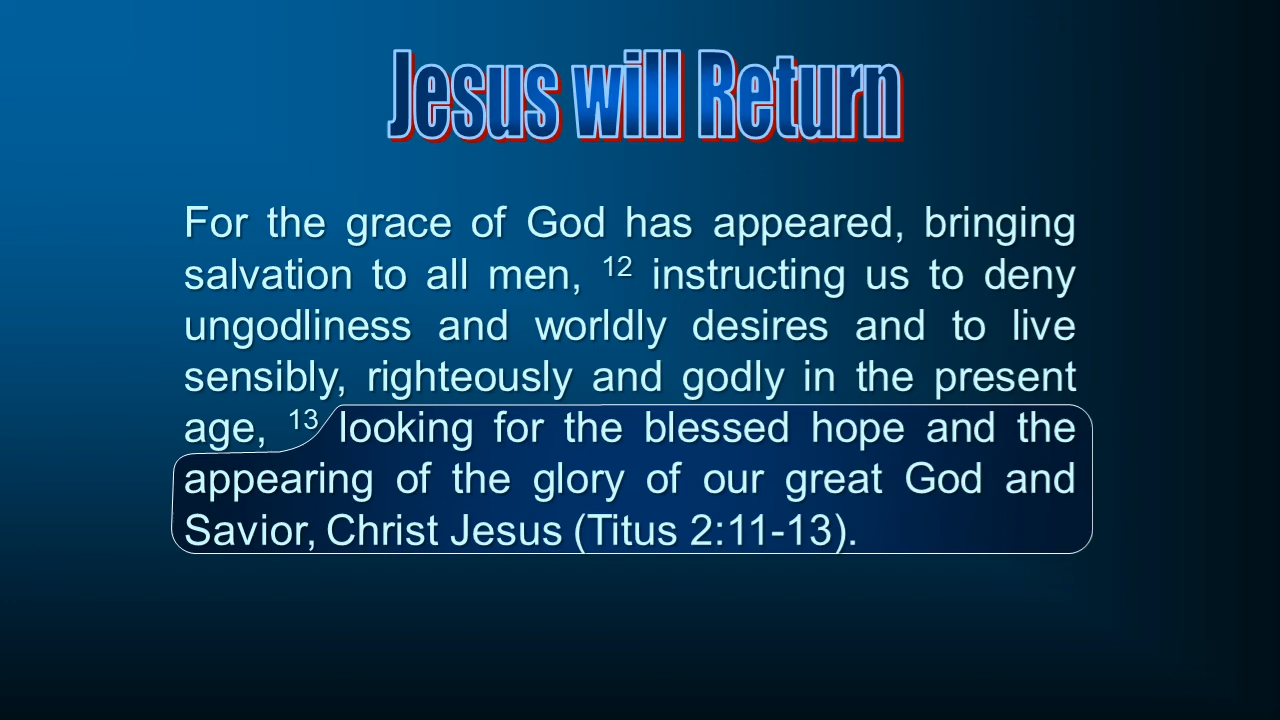 Jesus will Return
For the grace of God has appeared, bringing
salvation to all men, 12 instructing us to deny
ungodliness and worldly desires and to live
sensibly, righteously and godly in the present
age, 13 looking for the blessed hope and the
appearing of the glory of our great God and
Savior, Christ Jesus (Titus 2:11-13).